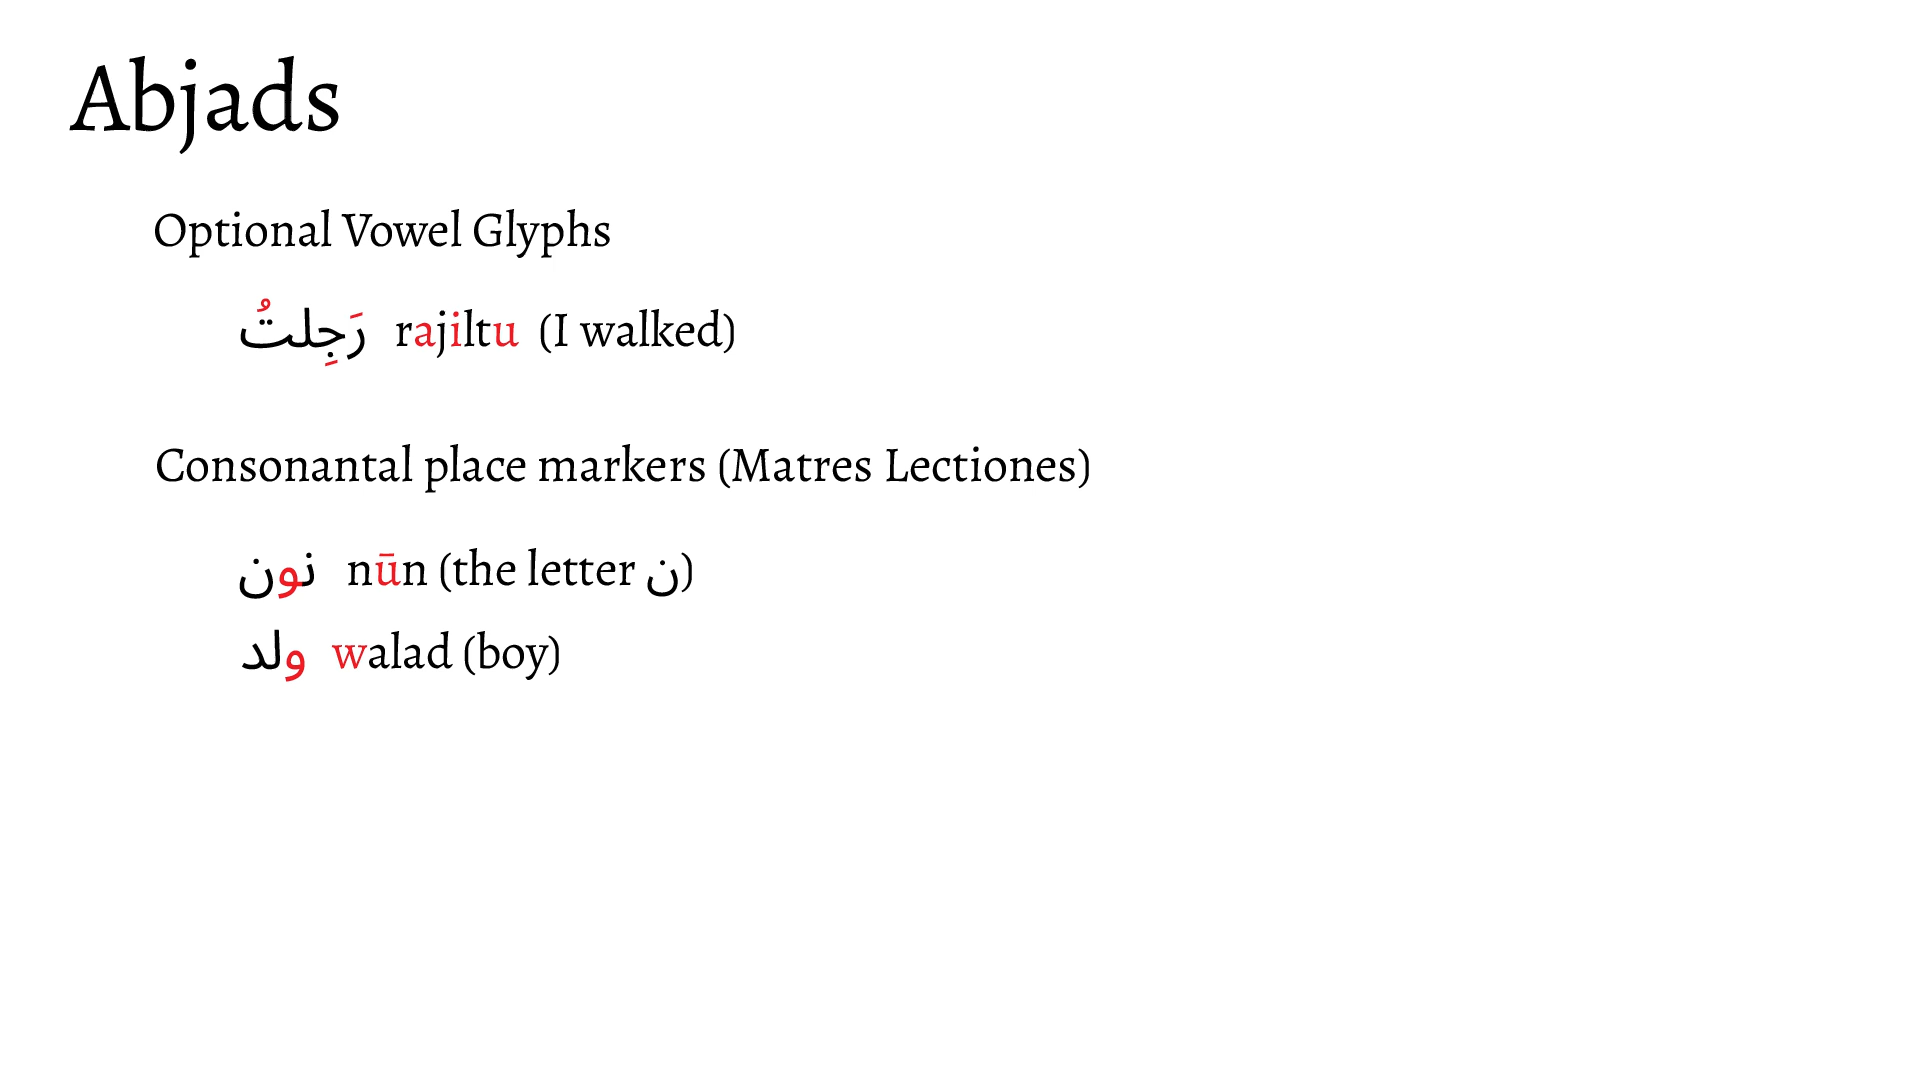 Abjads
Optional Vowel Glyphs
رَجِلتُ rajiltu (I walked)
Consonantal place markers (Matres Lectiones)
نون nūn (the letter ن)
ولد walad (boy)